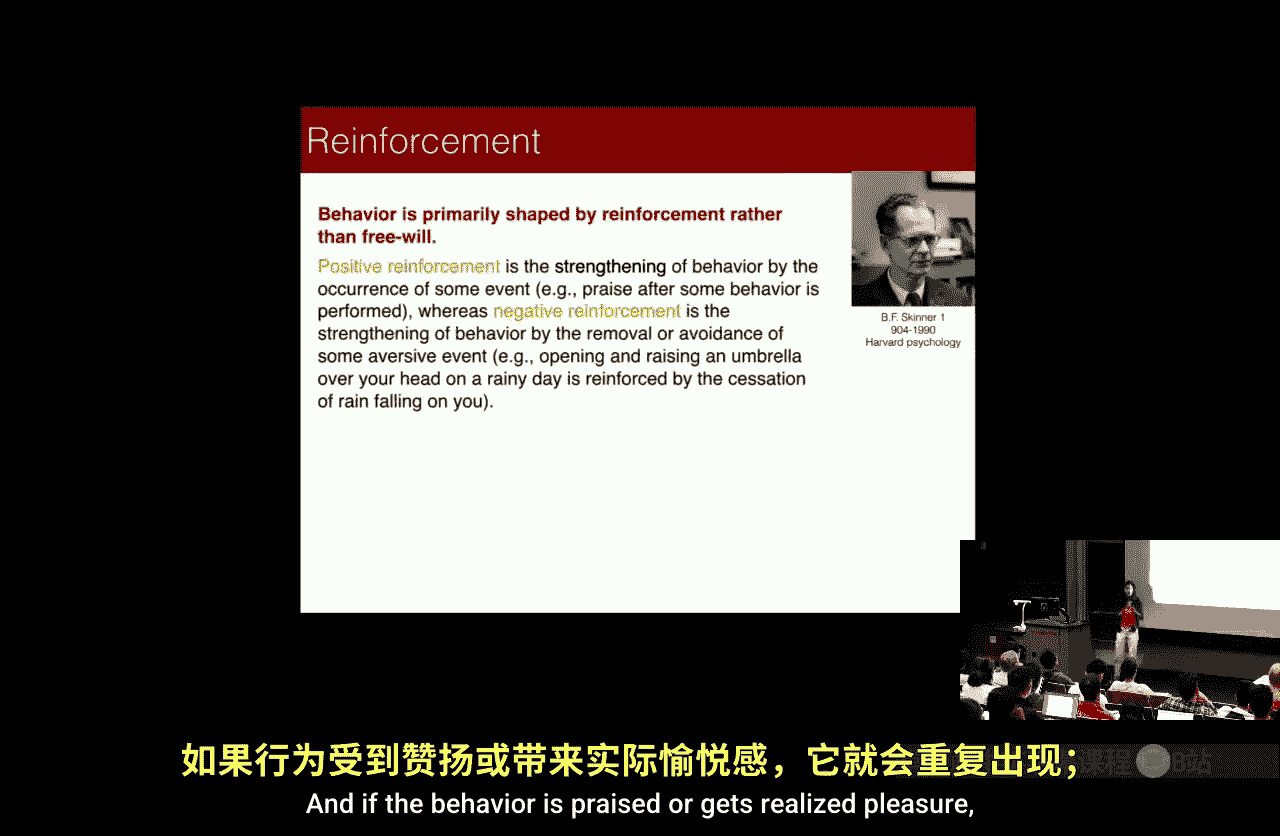 Reinforcement
Behavior is primarily shaped by reinforcement rather
than free-will.
Positive reinforcement is the strengthening of behavior by the
occurrence of some event (e.g., praise after some behavior is
performed), whereas negative reinforcement is the
strengthening of behavior by the removal or avoidance of
some aversive event (e.g., opening and raising an umbrella
over your head on a rainy day is reinforced by the cessation
of rain falling on you).
B.F. Skinner 1
904-1990
Harvard psychology
如果行为受到赞扬或带来实际愉悦感，它就会重复出现；
课程
B站
And if the behavior is praised or gets realized pleasure,